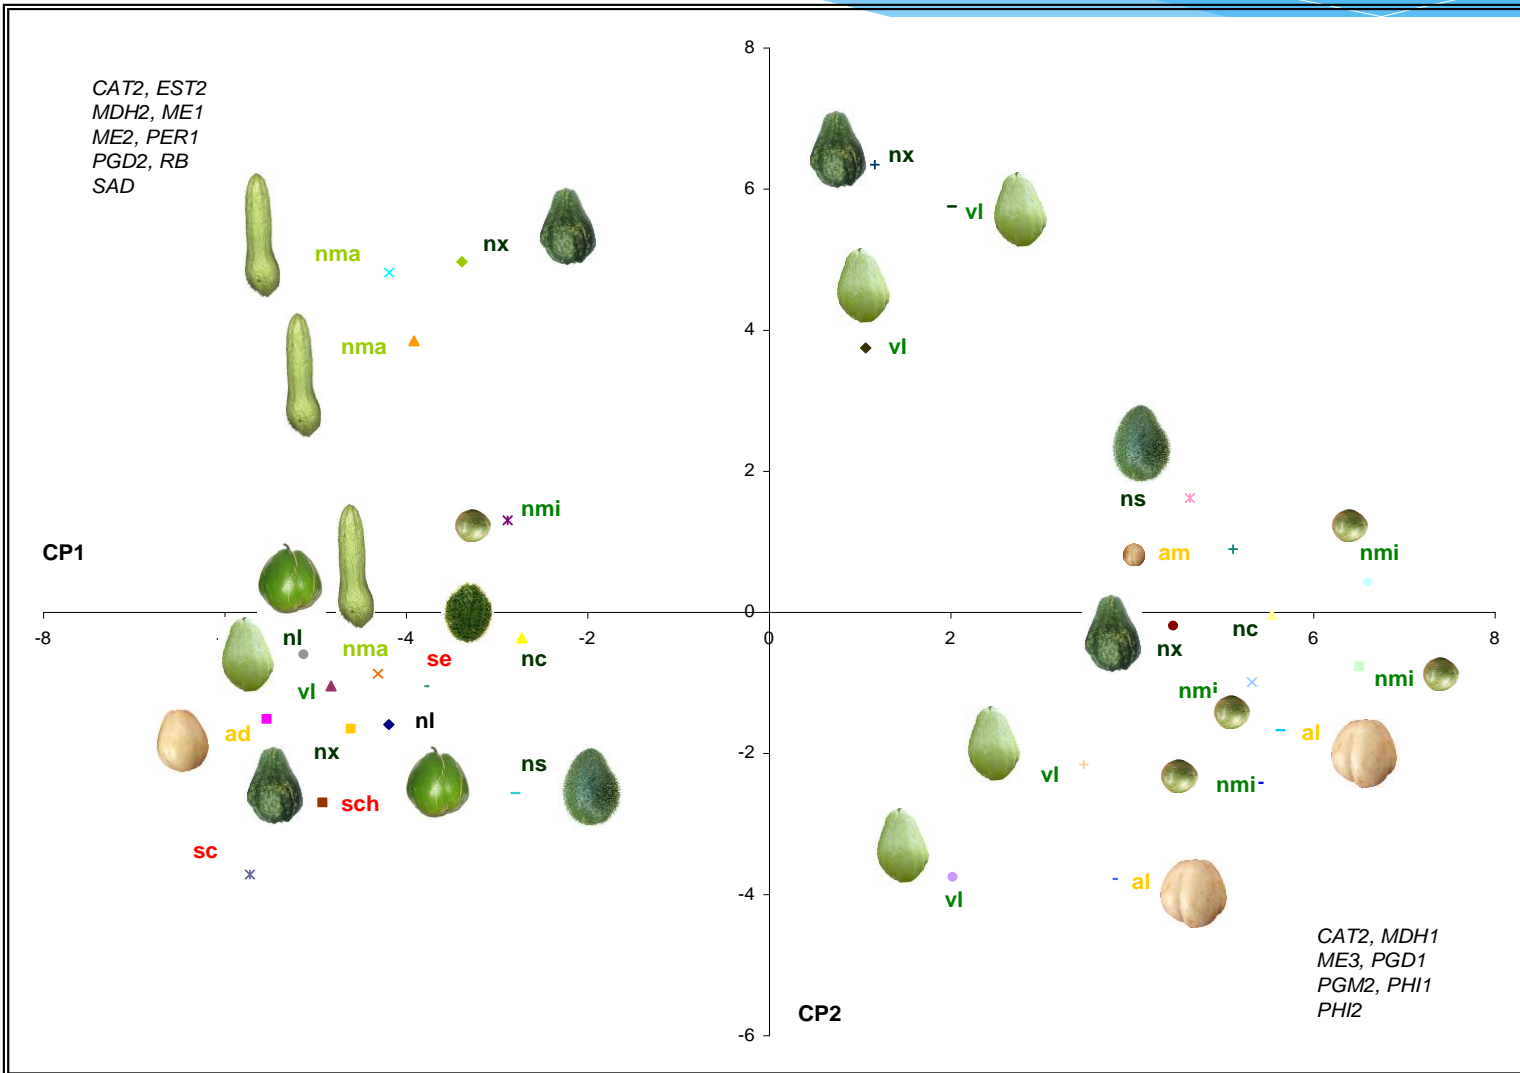 8
CAT2, EST2
MDH2, ME1
ME2, PER1
PGD2, RB
SAD
nx
6
vl
nma
nx
nma
4
vl
2
ns
nmi
CP1
am
nmi
0
-8
-4
-2
0
2
6
8
nl
nma
se
nc
nx
nc
vl
nmi
nmi
ad
nx
nl
al
-2
ns
vl
nmi
sch
sc
-4
al
vl
CAT2, MDH1
ME3, PGD1
PGM2, PHI1
PHI2
CP2
-6